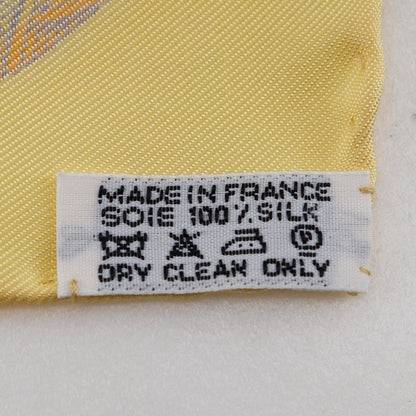 MADE IN FRANCE
SOIE 100% SILK
P
DRY CLEAN ONLY